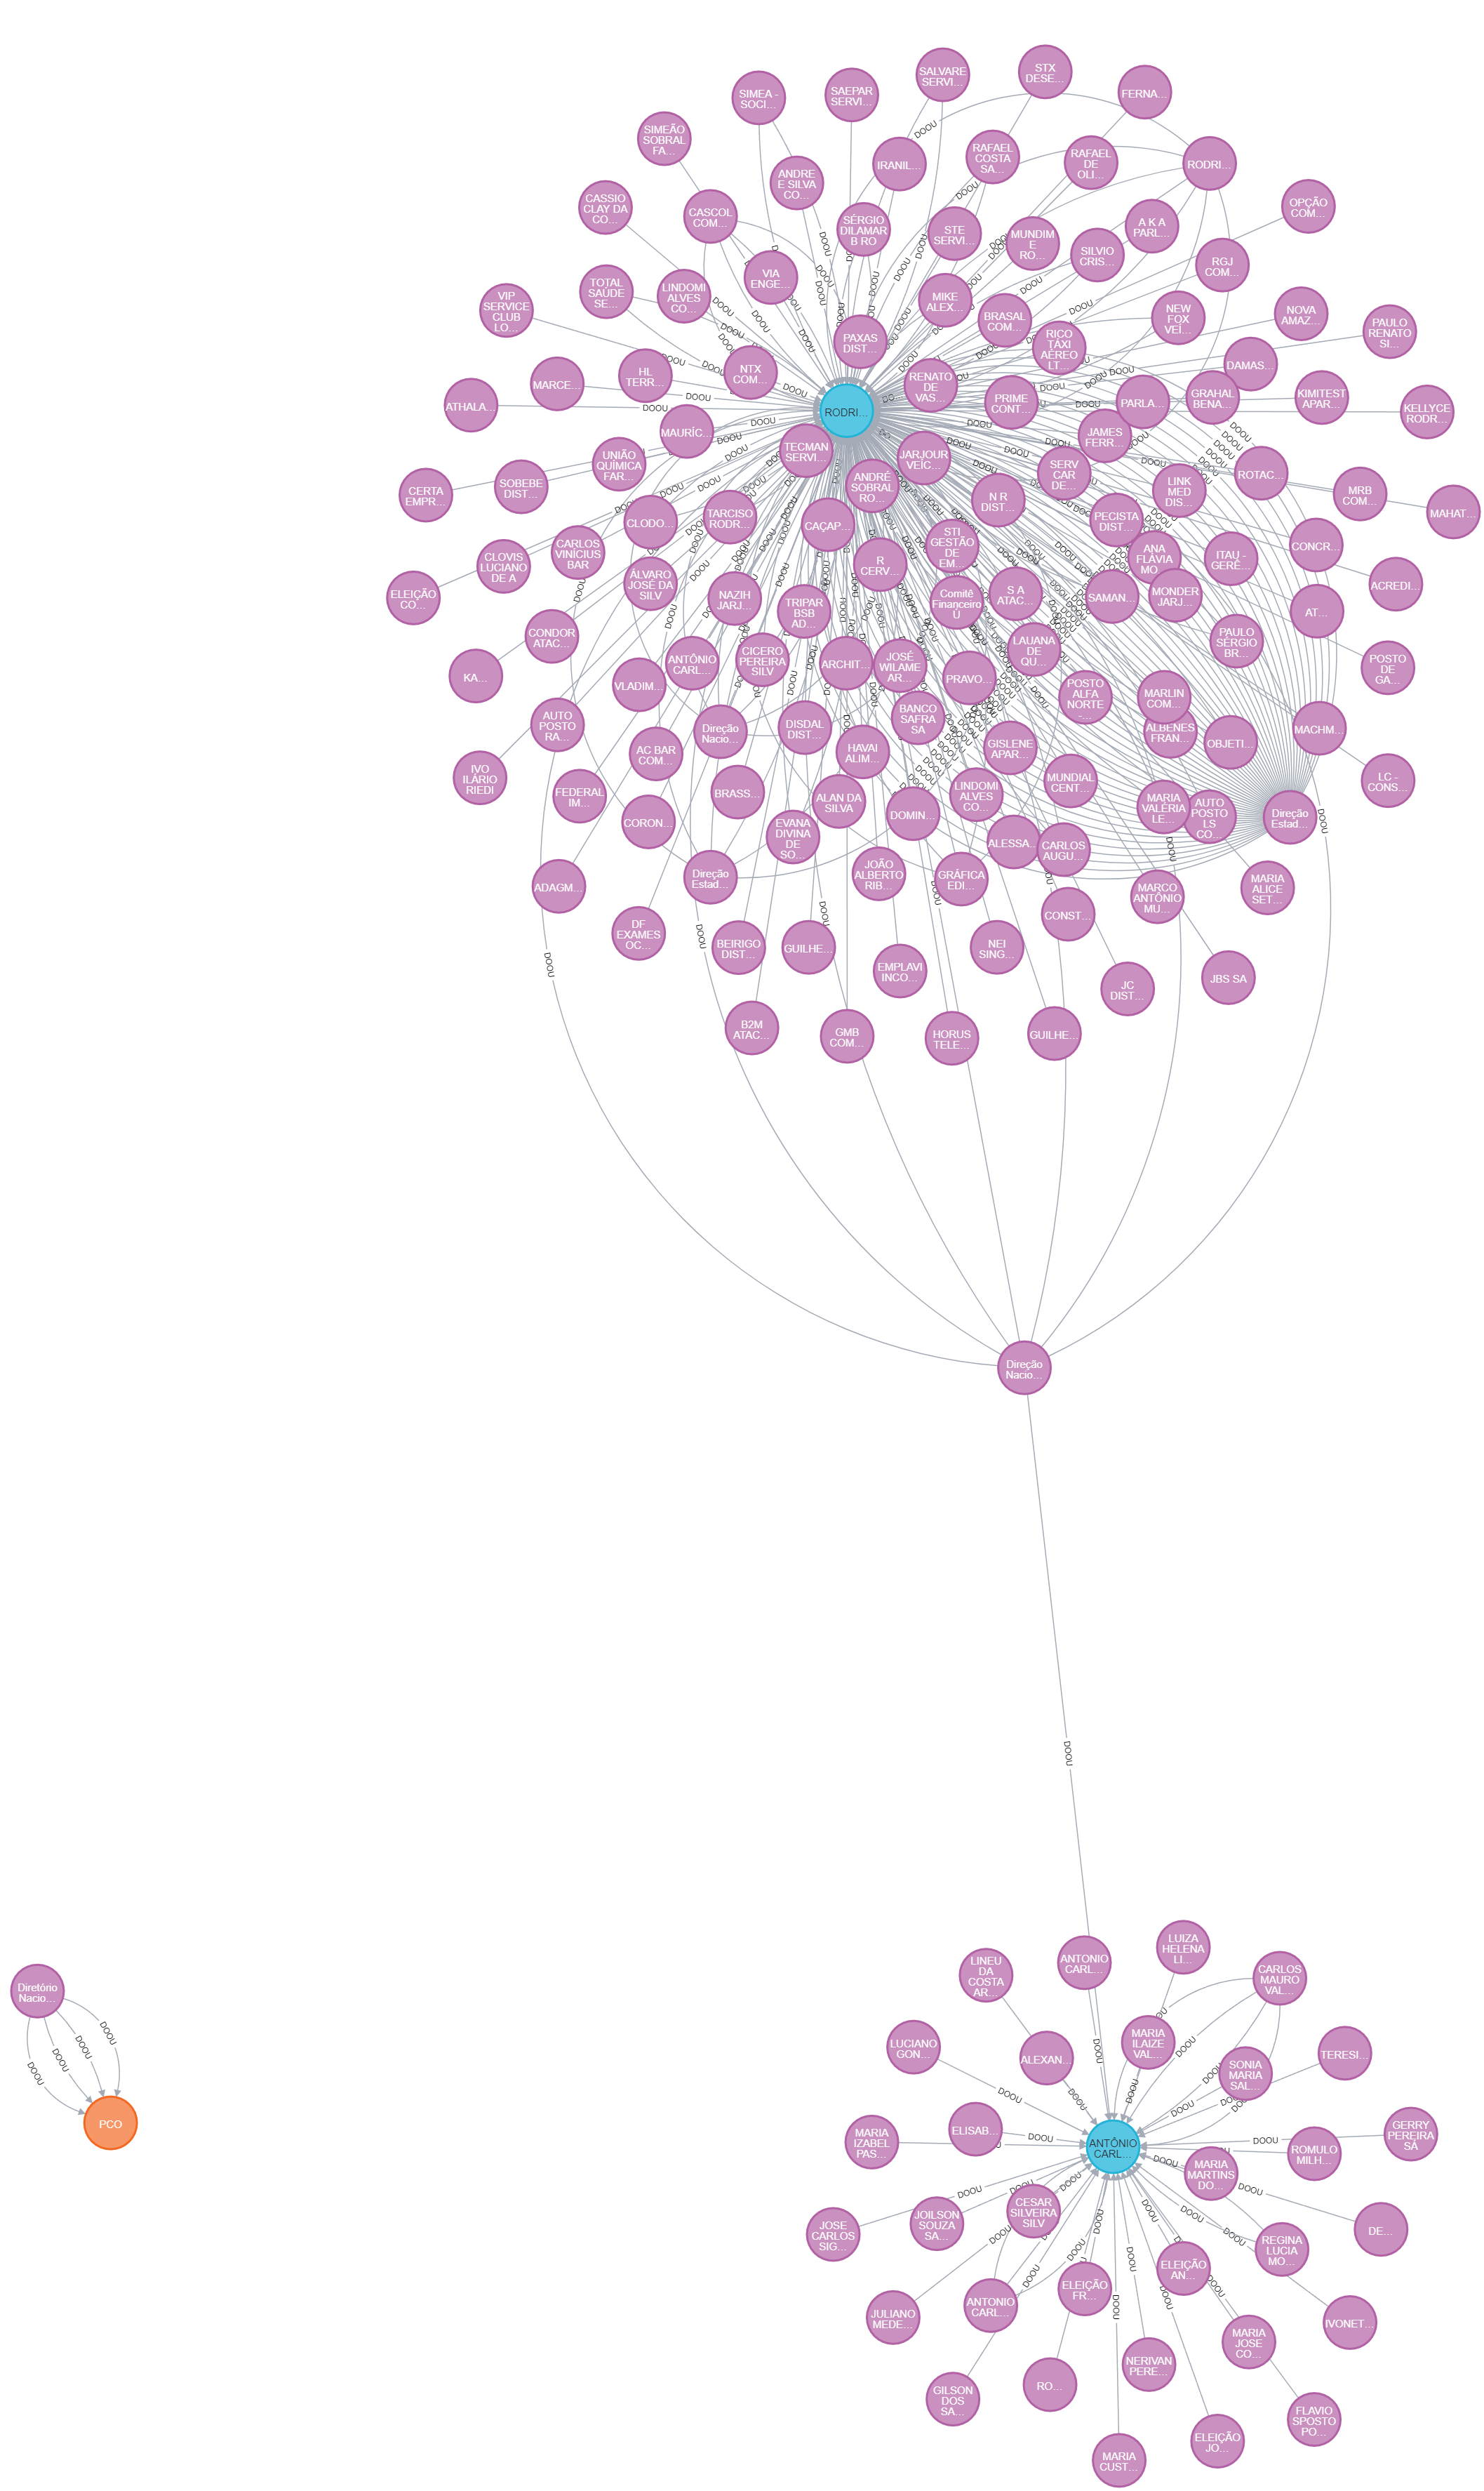 STX
DESE...
SALVARE
SERVI...
FERNA...
SAEPAR
SERVI...
SIMEA -
SOCI...
SIMEÃO
SOBRAL
FA...
RAFAEL
COSTA
SA...
RAFAEL
DE
OLI...
IRANIL...
RODRI...
ANDRE
E SILVA
CO...
CASSIO
CLAY DA
CO...
CASCOL
COM...
OPÇÃO
COM...
SÉRGIO
DILAMAR
B RO
STE
SERVI...
MUNDIM
E
RO...
A K A
PARL...
SILVIO
CRIS...
RGJ
COM...
VIA
ENGE...
TOTAL
SAÚDE
SE...
LINDOMI
ALVES
CO...
VIP
SERVICE
CLUB
LO...
MIKE
ALEX...
BRASAL
COM...
NEW
FOX
VEÍ...
NOVA
AMAZ...
PAULO
RENATO
SI...
PAXAS
DIST...
RICO
TÁXI
AÉREO
LT...
DAMAS...
HL
TERR...
NTX
COM...
MARCE...
RENATO
DE
VAS...
ATHALA...
RODRI...
PRIME
CONT...
PARLA...
GRAHAL
BENA...
KIMITEST
APAR...
KELLYCE
RODR...
MAURÍC...
JAMES
FERR...
TECMAN
SERVI...
JARJOUR
VEÍC...
UNIÃO
QUÍMICA
FAR...
SERV
CAR
DE...
ROTAC...
SOBEBE
DIST...
CERTA
EMPR...
ANDRÉ
SOBRAL
RO...
N R
DIST...
LINK
MED
DIS...
MRB
COM...
MAHAT...
CLODO...
TARCISO
RODR...
CAÇAP...
PECISTA
DIST...
CARLOS
VINÍCIUS
BAR
CLOVIS
LUCIANO
DE A
STI
GESTÃO
DE
EM...
ANA
FLÁVIA
MO...
ITAU -
GERÊ...
CONCR...
R
CERV...
ACREDI...
ELEIÇÃO
CO...
ÁLVARO
JOSÉ DA
SILV
NAZIH
JARJ...
TRIPAR
BSB
AD...
Comitê
Financeiro
Ú
S A
ATAC...
SAMAN...
MONDER
JARJ...
AT...
CONDOR
ATAC...
KA...
PAULO
SÉRGIO
BR...
POSTO
DE
GA...
VLADIM...
ANTÔNIO
CARL...
CICERO
PEREIRA
SILV
ARCHIT...
JOSÉ
WILAME
AR...
LAUANA
DE
QU...
PRAVO...
POSTO
ALFA
NORTE
-...
MARLIN
COM...
ALBENES
FRAN...
OBJETI...
MACHM...
AUTO
POSTO
RA...
Direção
Nacio...
DISDAL
DIST...
BANCO
SAFRA
SA
HAVAI
ALIM...
GISLENE
APAR...
IVO
ILÁRIO
RIEDI
AC BAR
COM...
FEDERAL
IM...
BRASS...
ALAN DA
SILVA
LINDOMI
ALVES
CO...
MUNDIAL
CENT...
LC -
CONS...
CORON...
EVANA
DIVINA
DE
SO...
DOMIN...
MARIA
VALÉRIA
LE...
AUTO
POSTO
LS
CO...
Direção
Estad...
ALESSA...
CARLOS
AUGU...
ADAGM...
Direção
Estad...
JOÃO
ALBERTO
RIB...
GRÁFICA
EDI...
MARCO
ANTÔNIO
MU...
MARIA
ALICE
SET...
DF
EXAMES
OC...
BEIRIGO
DIST...
GUILHE...
CONST...
NEI
SING...
EMPLAVI
INCO...
JC
DIST...
JBS SA
B2M
ATAC...
GMB
COM...
HORUS
TELE...
GUILHE...
Direção
Nacio...
DOOU
LUIZA
HELENA
LI...
ANTONIO
CARL...
LINEU
DA
COSTA
AR...
CARLOS
MAURO
VAL...
Diretório
Nacio...
DOOU
DOOU
DOOU
DOOU
PCO
LUCIANO
GON...
ALEXAN...
MARIA
ILAIZE
VAL...
SONIA
MARIA
SAL...
TERESI...
MARIA
IZABEL
PAS...
ELISAB...
ANTÔNIO
CARL...
ROMULO
MILH...
GERRY
PEREIRA
SÁ
MARIA
MARTINS
DO...
JOSE
CARLOS
SIG...
JOILSON
SOUZA
SA...
CESAR
SILVEIRA
SILV
REGINA
LUCIA
MO...
DE...
JULIANO
MEDE...
ANTONIO
CARL...
ELEIÇÃO
FR...
ELEIÇÃO
AN...
MARIA
JOSE
CO...
IVONET...
GILSON
DOS
SA...
RO...
NERIVAN
PERE...
FLAVIO
SPOSTO
PO...
MARIA
CUST...
ELEIÇÃO
JO...